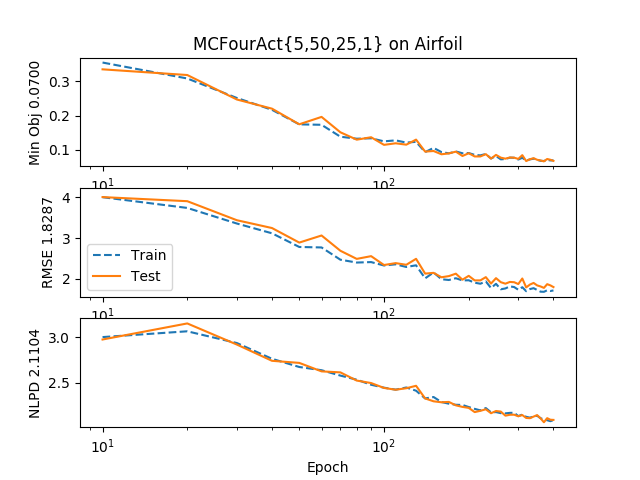 MCFourAct{5,50,25,1} on Airfoil
Min Obj 0.0700
0.3
0.2
0.1
10¹
10²
RMSE 1.8287
4
3
2
Train
Test
10¹
10²
NLPD 2.1104
3.0
2.5
10¹
10²
Epoch